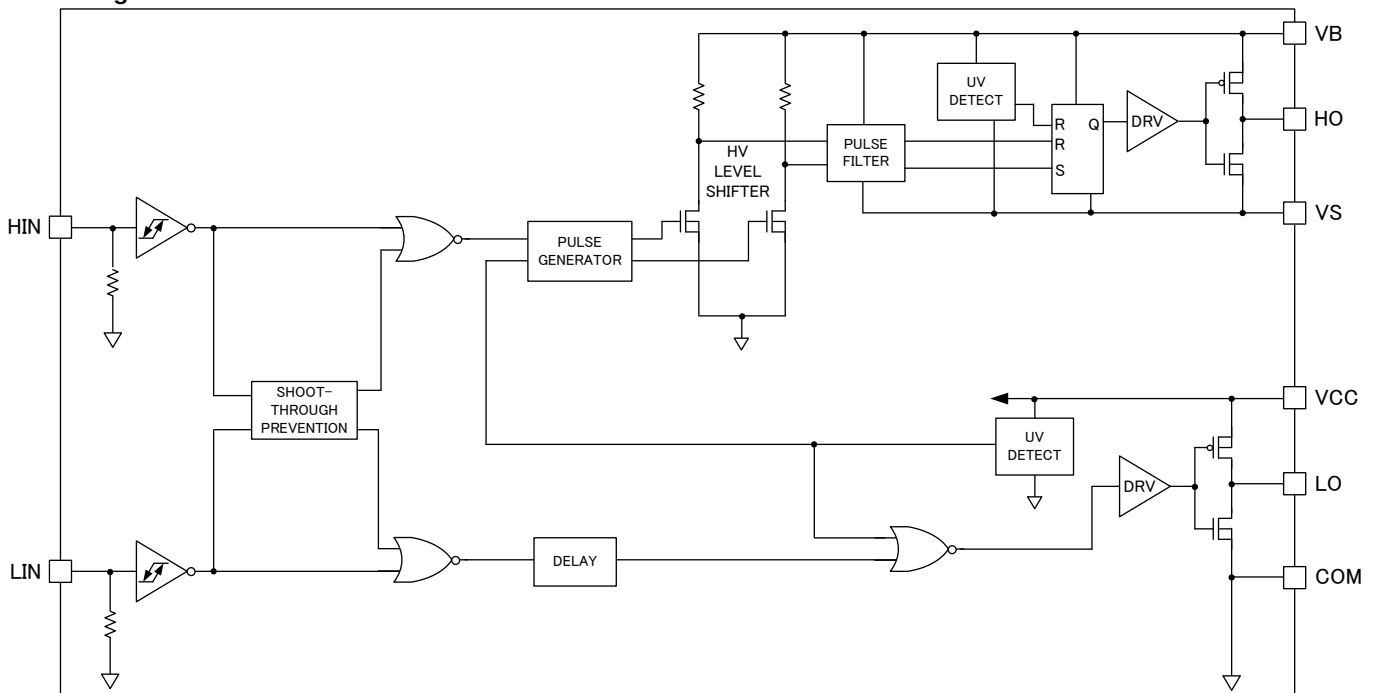 VB
UV
DETECT
R
Q
DRV
HO
R
PULSE
FILTER
HV
LEVEL
SHIFTER
S
HIN
VS
PULSE
GENERATOR
SHOOT-
THROUGH
PREVENTION
VCC
UV
DETECT
DRV
LO
LIN
DELAY
COM